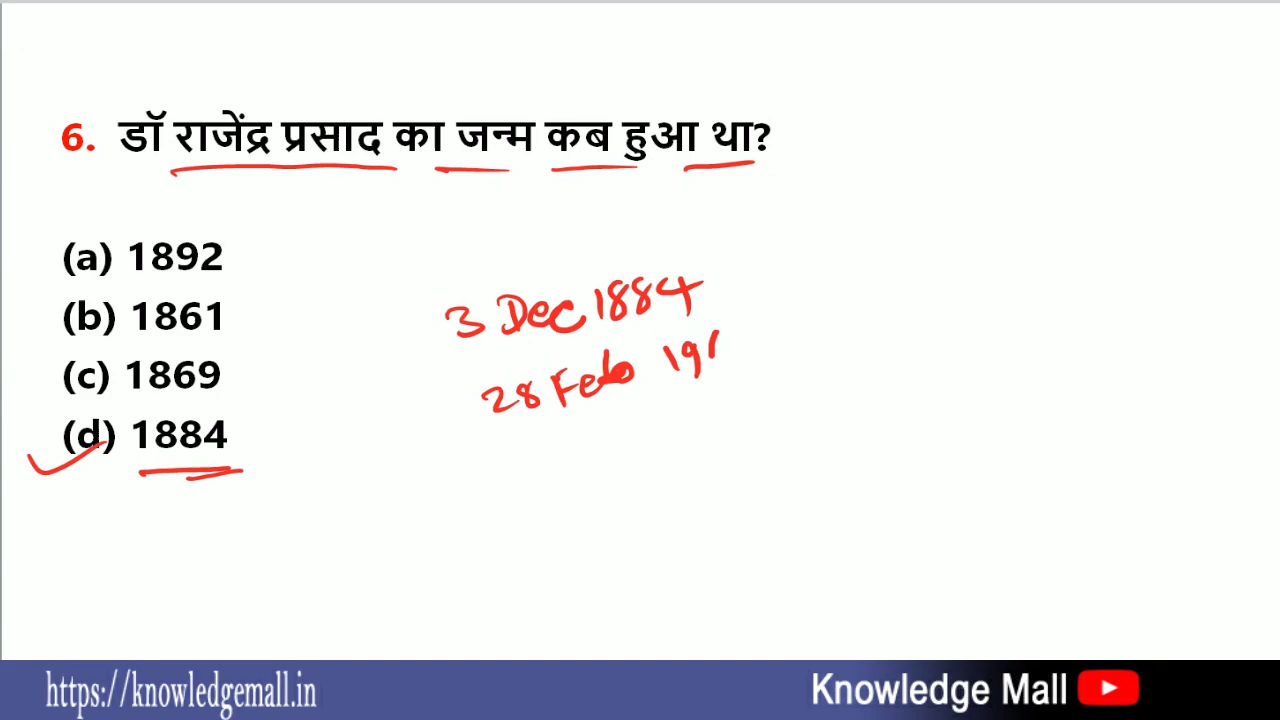 6. डॉ राजेंद्र प्रसाद का जन्म कब हुआ था?
(a) 1892
(b) 1861
(c) 1869
(d) 1884
3 Dec 1884
28 Feb
https://knowledgemall.in
Knowledge Mall